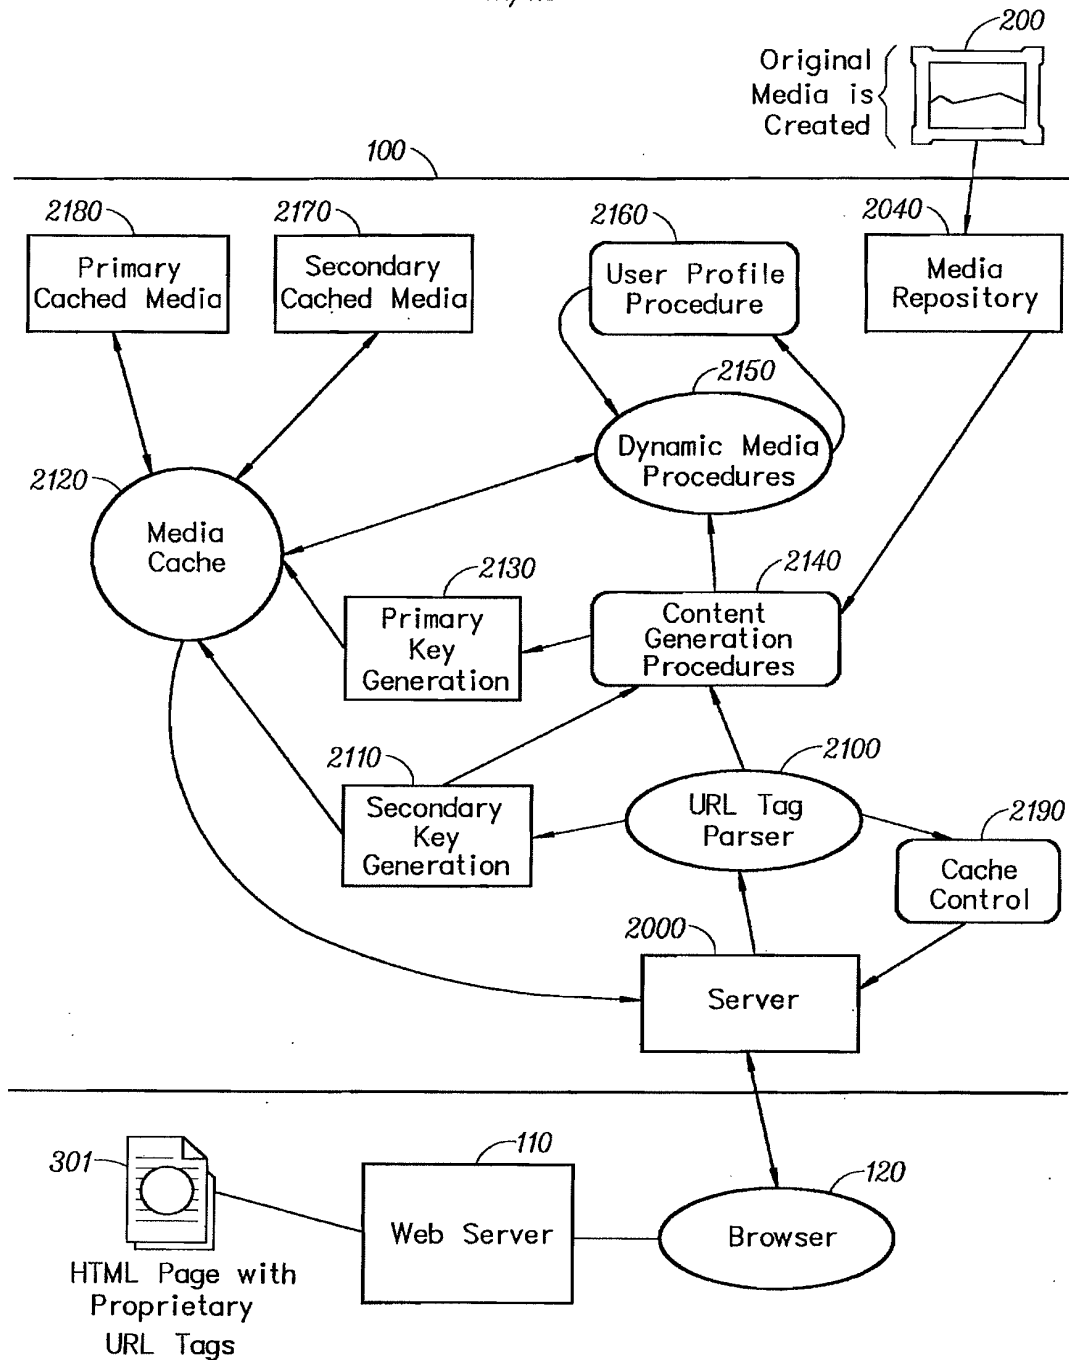 200
Original
Media is
Created
100
2180
Primary
Cached Media
2170
Secondary
Cached Media
2160
User Profile
Procedure
2040
Media
Repository
2150
Dynamic Media
Procedures
2120
Media
Cache
2130
Primary
Key
Generation
2140
Content
Generation
Procedures
2110
Secondary
Key
Generation
2100
URL Tag
Parser
2190
Cache
Control
2000
Server
301
HTML Page with
Proprietary
URL Tags
110
Web Server
120
Browser